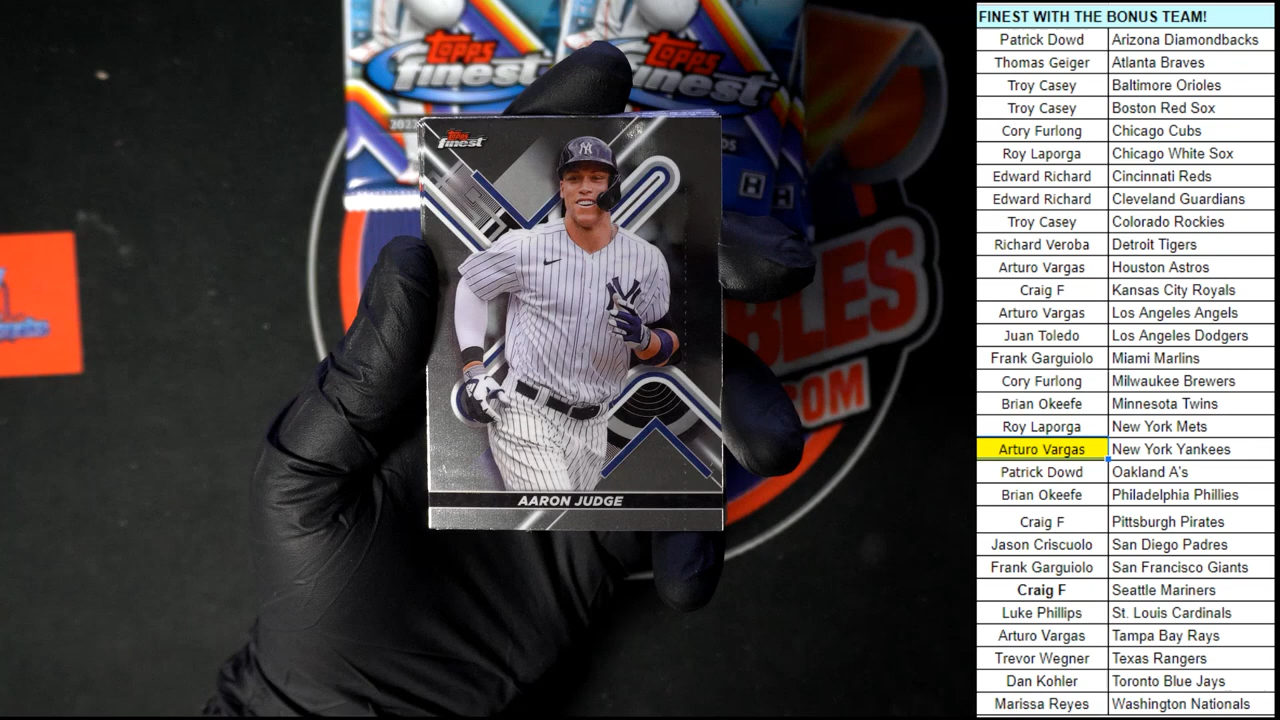 TOPPS
finest
TOPPS
finest
202
DS
H
H
TOPPS
finest
NY
NY
AARON JUDGE
BLES
.COM
FINEST WITH THE BONUS TEAM!
Patrick Dowd Arizona Diamondbacks
Thomas Geiger Atlanta Braves
Troy Casey Baltimore Orioles
Troy Casey Boston Red Sox
Cory Furlong Chicago Cubs
Roy Laporga Chicago White Sox
Edward Richard Cincinnati Reds
Edward Richard Cleveland Guardians
Troy Casey Colorado Rockies
Richard Veroba Detroit Tigers
Arturo Vargas Houston Astros
Craig F Kansas City Royals
Arturo Vargas Los Angeles Angels
Juan Toledo Los Angeles Dodgers
Frank Garguiolo Miami Marlins
Cory Furlong Milwaukee Brewers
Brian Okeefe Minnesota Twins
Roy Laporga New York Mets
Arturo Vargas New York Yankees
Patrick Dowd Oakland A's
Brian Okeefe Philadelphia Phillies
Craig F Pittsburgh Pirates
Jason Criscuolo San Diego Padres
Frank Garguiolo San Francisco Giants
Craig F Seattle Mariners
Luke Phillips St. Louis Cardinals
Arturo Vargas Tampa Bay Rays
Trevor Wegner Texas Rangers
Dan Kohler Toronto Blue Jays
Marissa Reyes Washington Nationals